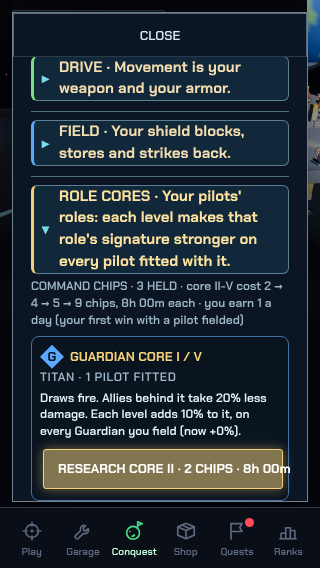 CLOSE
▶ DRIVE · Movement is your
weapon and your armor.
▶ FIELD · Your shield blocks,
stores and strikes back.
▼ ROLE CORES · Your pilots'
roles: each level makes that
role's signature stronger on
every pilot fitted with it.
COMMAND CHIPS · 3 HELD · core II-V cost 2 →
4 → 5 → 9 chips, 8h 00m each · you earn 1 a
day (your first win with a pilot fielded)
G GUARDIAN CORE I / V
TITAN · 1 PILOT FITTED
Draws fire. Allies behind it take 20% less
damage. Each level adds 10% to it, on
every Guardian you field (now +0%).
RESEARCH CORE II · 2 CHIPS · 8h 00m
Play Garage Conquest Shop Quests Ranks